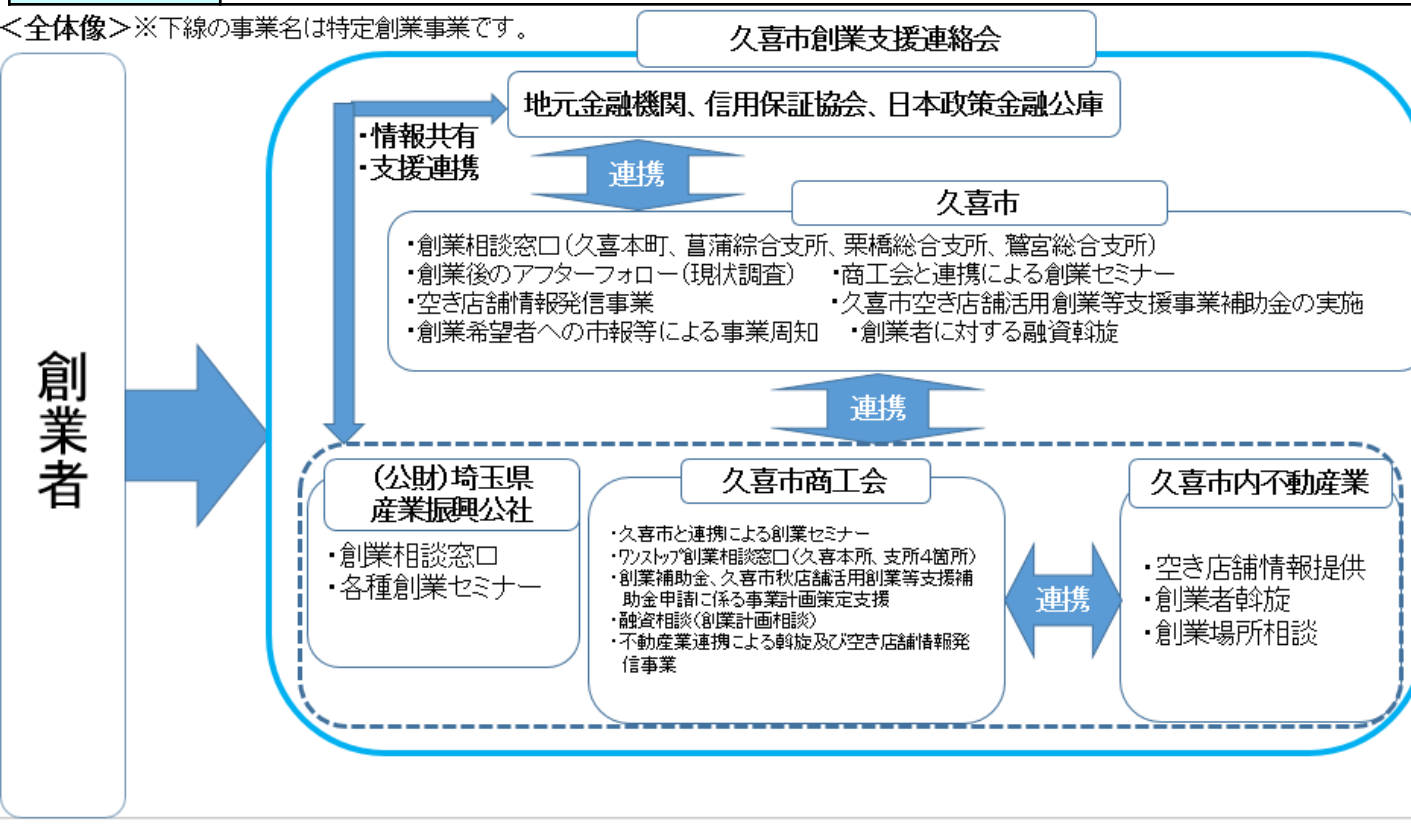 <全体像>※下線の事業名は特定創業事業です。
久喜市創業支援連絡会
地元金融機関、信用保証協会、日本政策金融公庫
・情報共有
・支援連携
連携
久喜市
・創業相談窓口(久喜本町、菖蒲綜合支所、栗橋総合支所、鷲宮総合支所)
・創業後のアフターフォロー(現状調査) ・商工会と連携による創業セミナー
・空き店舗情報発信事業 ・久喜市空き店舗活用創業等支援事業補助金の実施
・創業希望者への市報等による事業周知 ・創業者に対する融資斡旋
創業者
連携
(公財)埼玉県
産業振興公社
・創業相談窓口
・各種創業セミナー
久喜市商工会
・久喜市と連携による創業セミナー
・ワンストップ創業相談窓口(久喜本所、支所4箇所)
・創業補助金、久喜市秋店舗活用創業等支援補
助金申請に係る事業計画策定支援
・融資相談(創業計画相談)
・不動産業連携による斡旋及び空き店舗情報発
信事業
連携
久喜市内不動産業
・空き店舗情報提供
・創業者斡旋
・創業場所相談